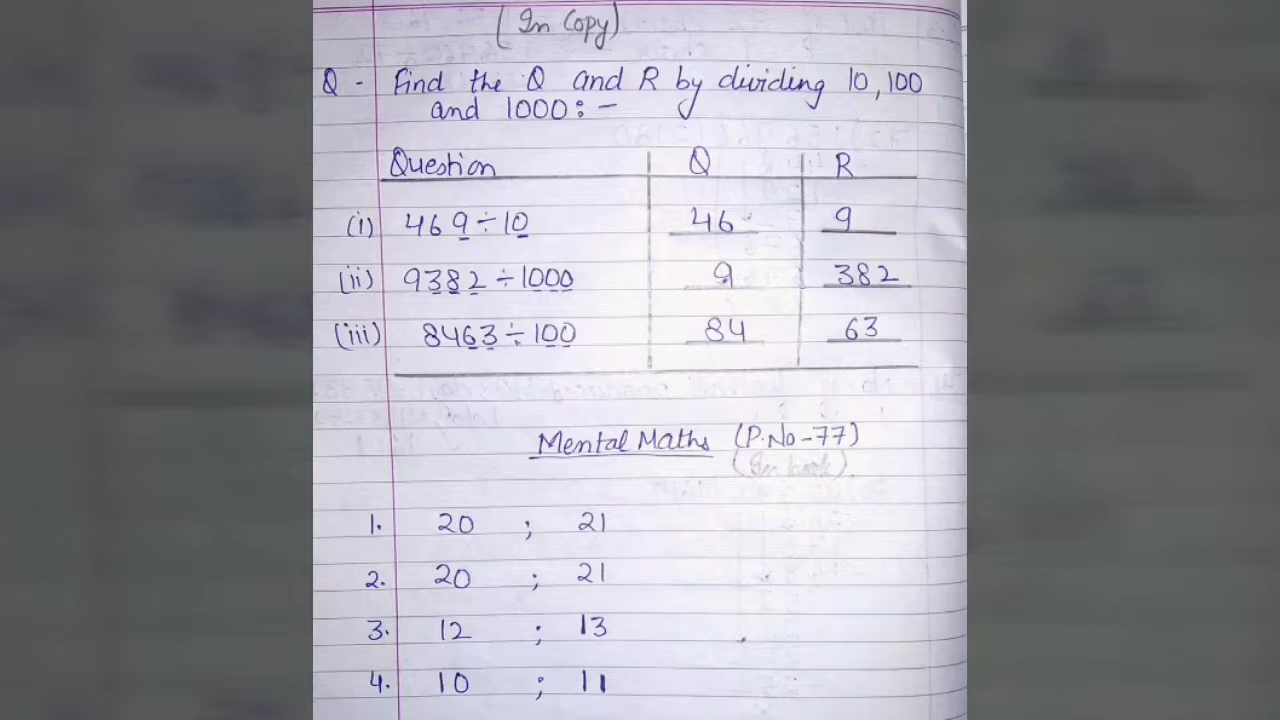 (In Copy)
Q - Find the Q and R by dividing 10, 100
and 1000 : -
Question Q R
(i) 469 ÷ 10 46 9
(ii) 9382 ÷ 1000 9 382
(iii) 8463 ÷ 100 84 63
Mental Maths (P.No-77)
(In book).
1. 20 ; 21
2. 20 ; 21
3. 12 ; 13
4. 10 ; 11